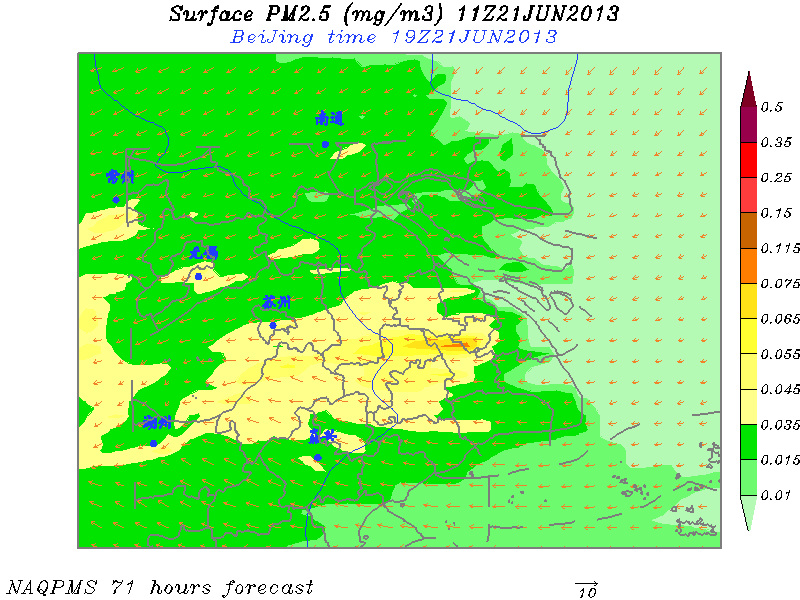 Surface PM2.5 (mg/m3) 11Z21JUN2013
BeiJing time 19Z21JUN2013
南通
常州
无锡
苏州
湖州
嘉兴
0.5
0.35
0.25
0.15
0.115
0.075
0.065
0.055
0.045
0.035
0.015
0.01
NAQPMS 71 hours forecast
10